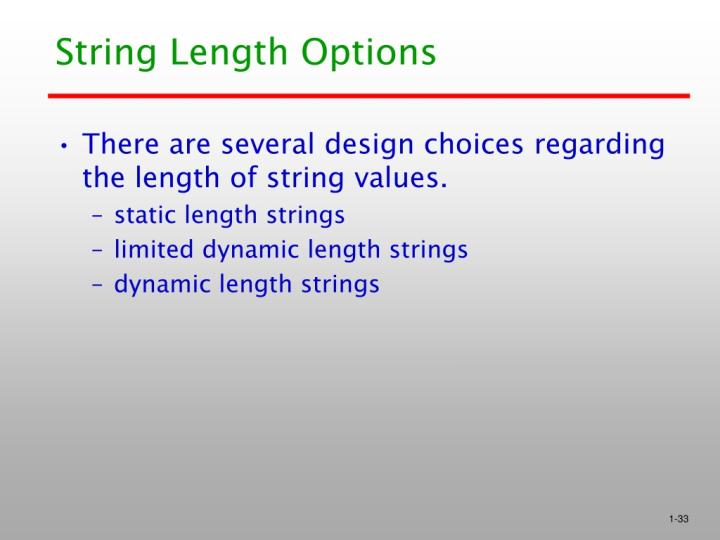 String Length Options
• There are several design choices regarding
the length of string values.
– static length strings
– limited dynamic length strings
– dynamic length strings
1-33